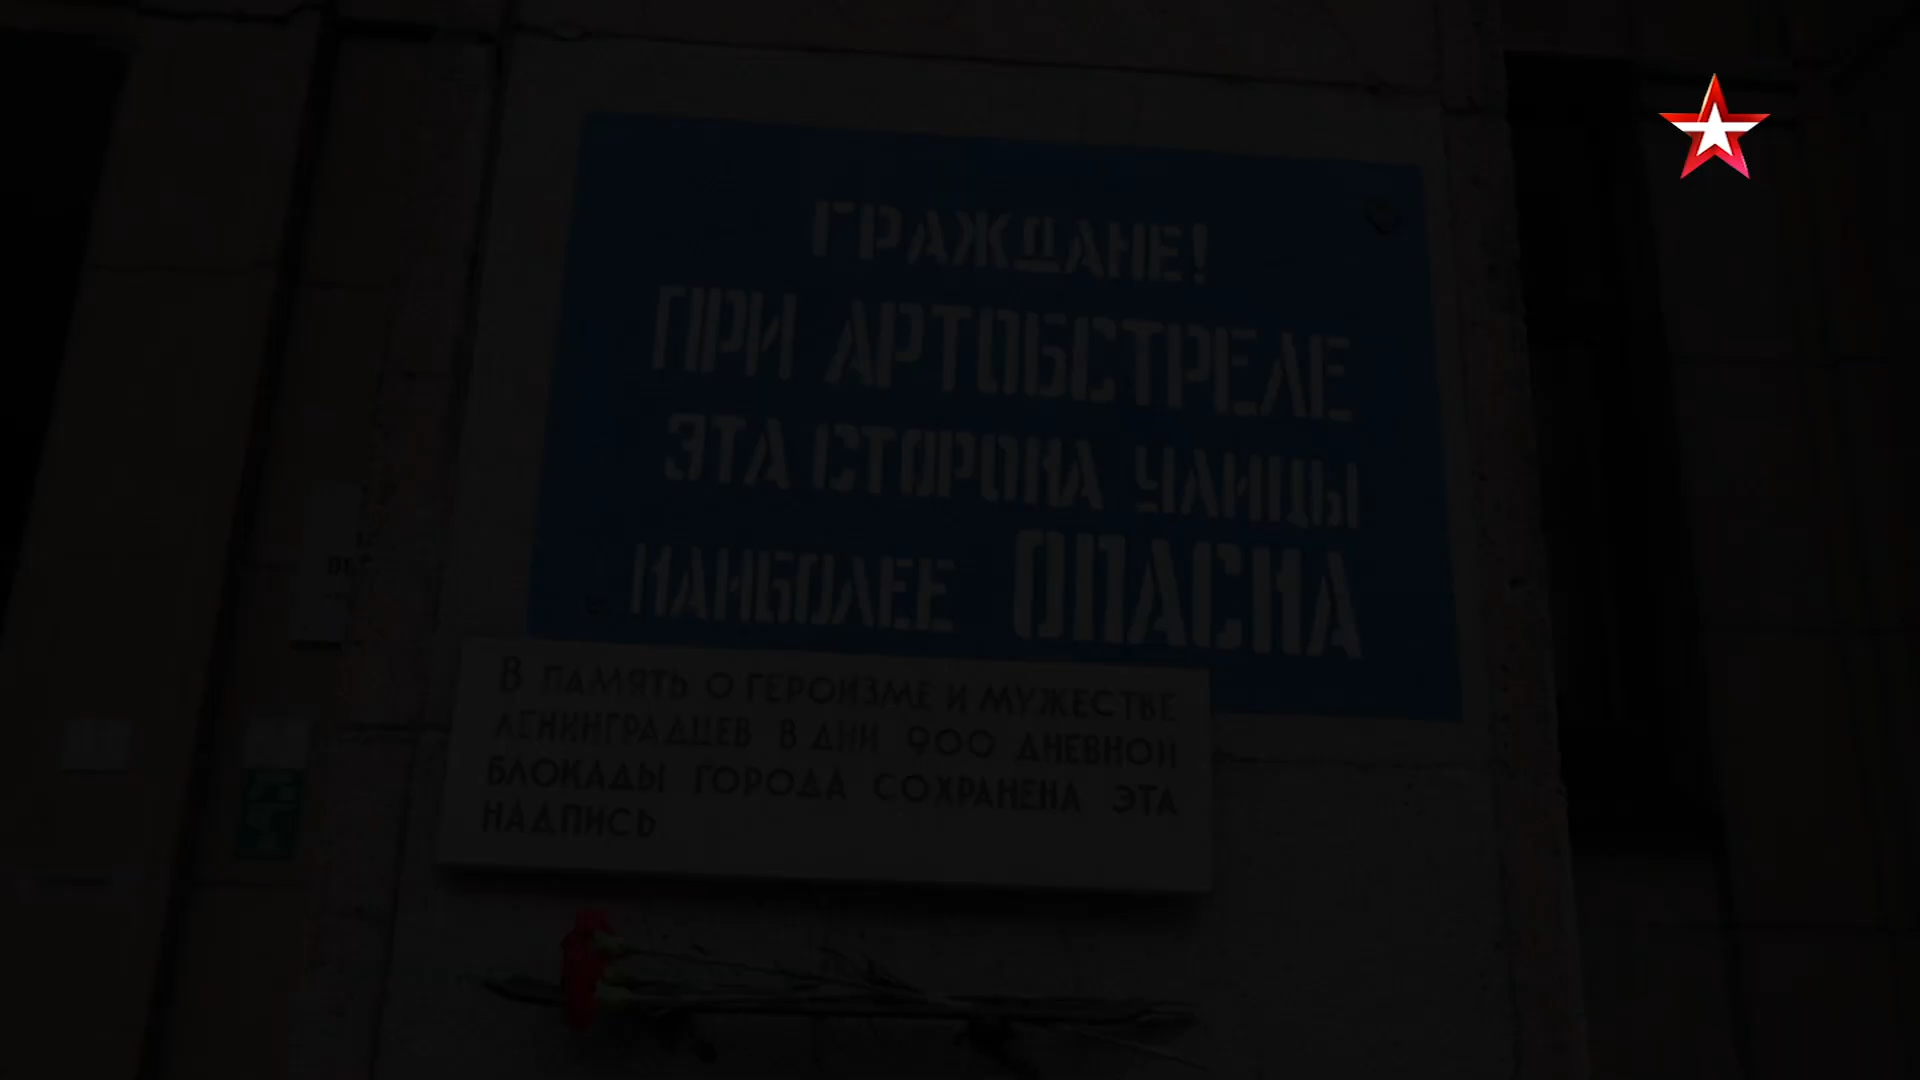 ГРАЖДАНЕ!
ПРИ АРТОБСТРЕЛЕ
ЭТА СТОРОНА УЛИЦЫ
НАИБОЛЕЕ ОПАСНА
В ПАМЯТЬ О ГЕРОИЗМЕ И МУЖЕСТВЕ
ЛЕНИНГРАДЦЕВ В ДНИ 900 ДНЕВНОЙ
БЛОКАДЫ ГОРОДА СОХРАНЕНА ЭТА
НАДПИСЬ